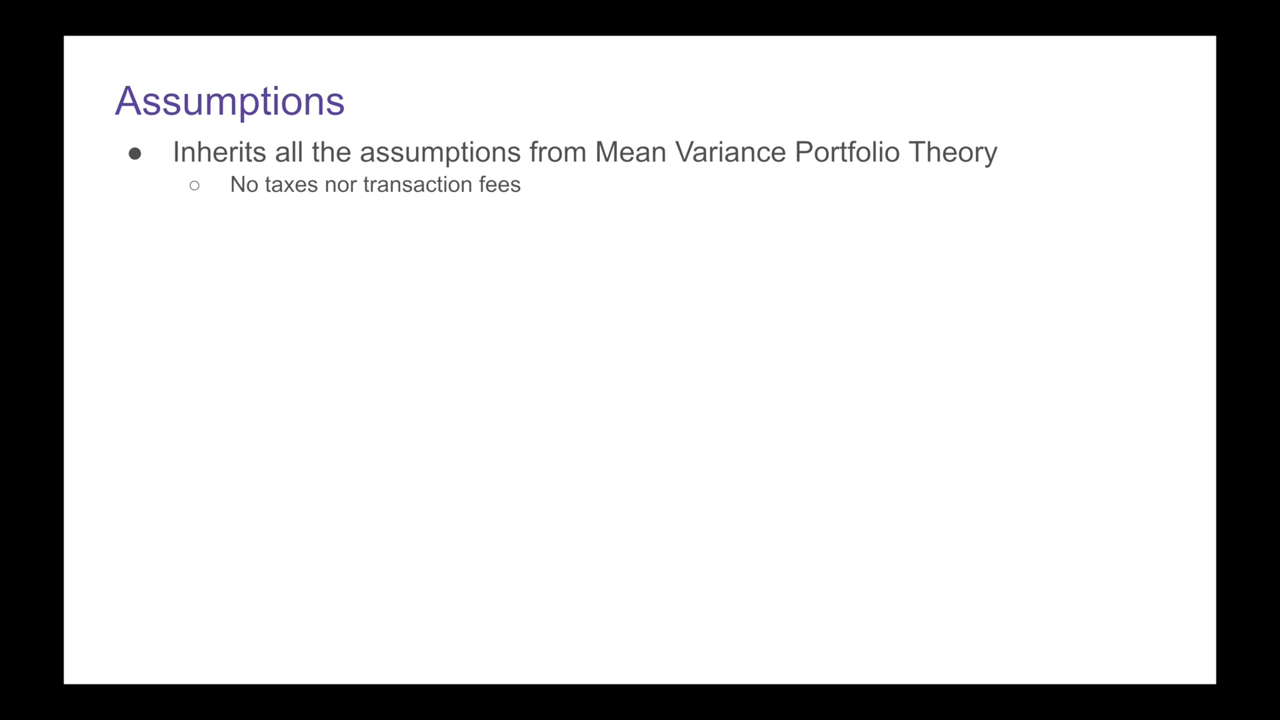 Assumptions
● Inherits all the assumptions from Mean Variance Portfolio Theory
○ No taxes nor transaction fees